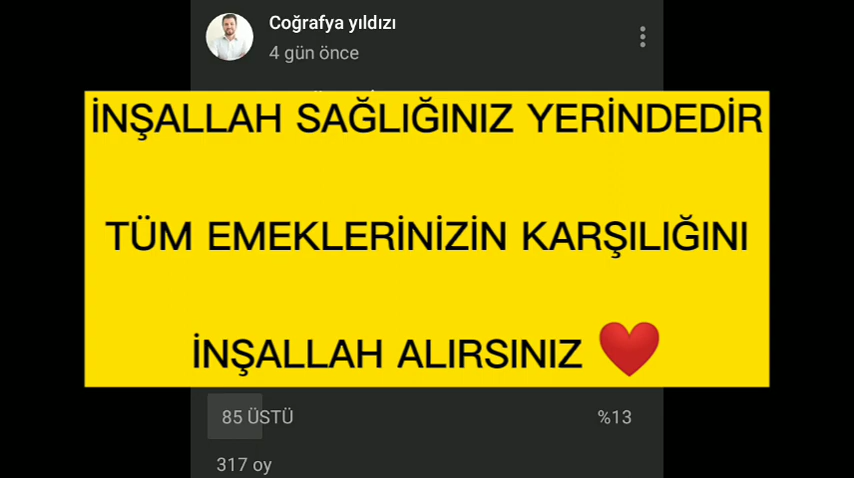 Coğrafya yıldızı
4 gün önce
İNŞALLAH SAĞLIĞINIZ YERİNDEDİR
TÜM EMEKLERİNİZİN KARŞILIĞINI
İNŞALLAH ALIRSINIZ ❤️
85 ÜSTÜ %13
317 oy